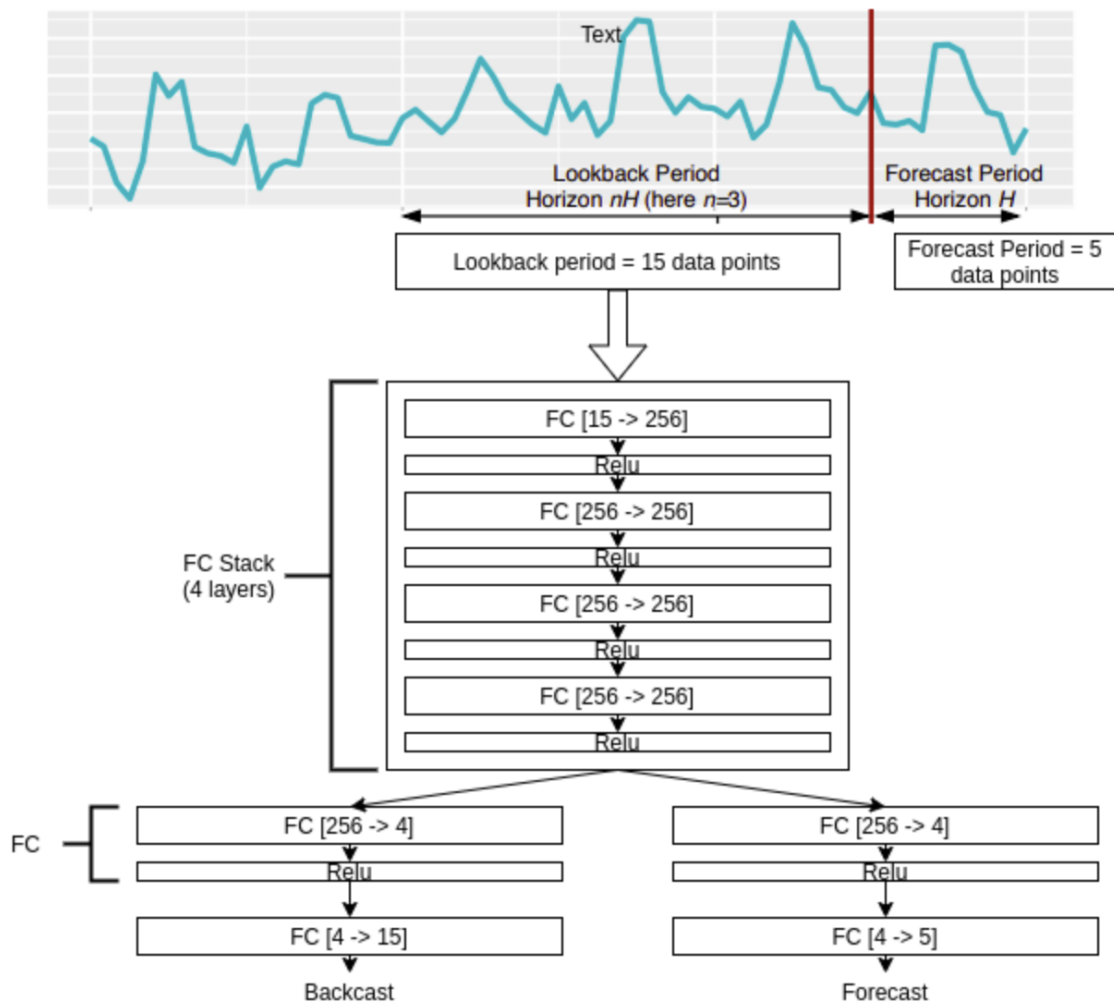 Text
Lookback Period
Horizon nH (here n=3)
Forecast Period
Horizon H
Lookback period = 15 data points
Forecast Period = 5
data points
FC [15 -> 256]
Relu
FC [256 -> 256]
Relu
FC [256 -> 256]
Relu
FC [256 -> 256]
Relu
FC Stack
(4 layers)
FC
FC [256 -> 4]
Relu
FC [4 -> 15]
Backcast
FC [256 -> 4]
Relu
FC [4 -> 5]
Forecast